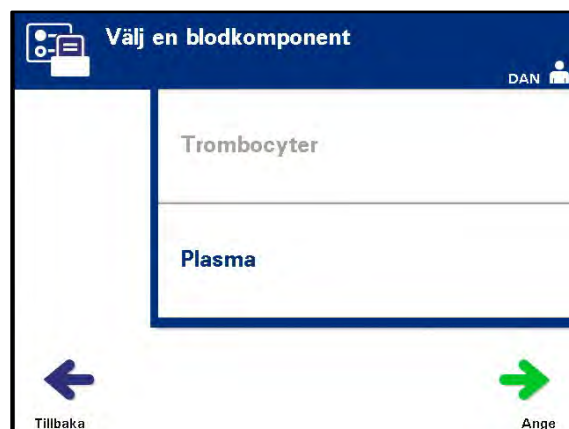 Välj en blodkomponent
DAN
Trombocyter
Plasma
Tillbaka
Ange